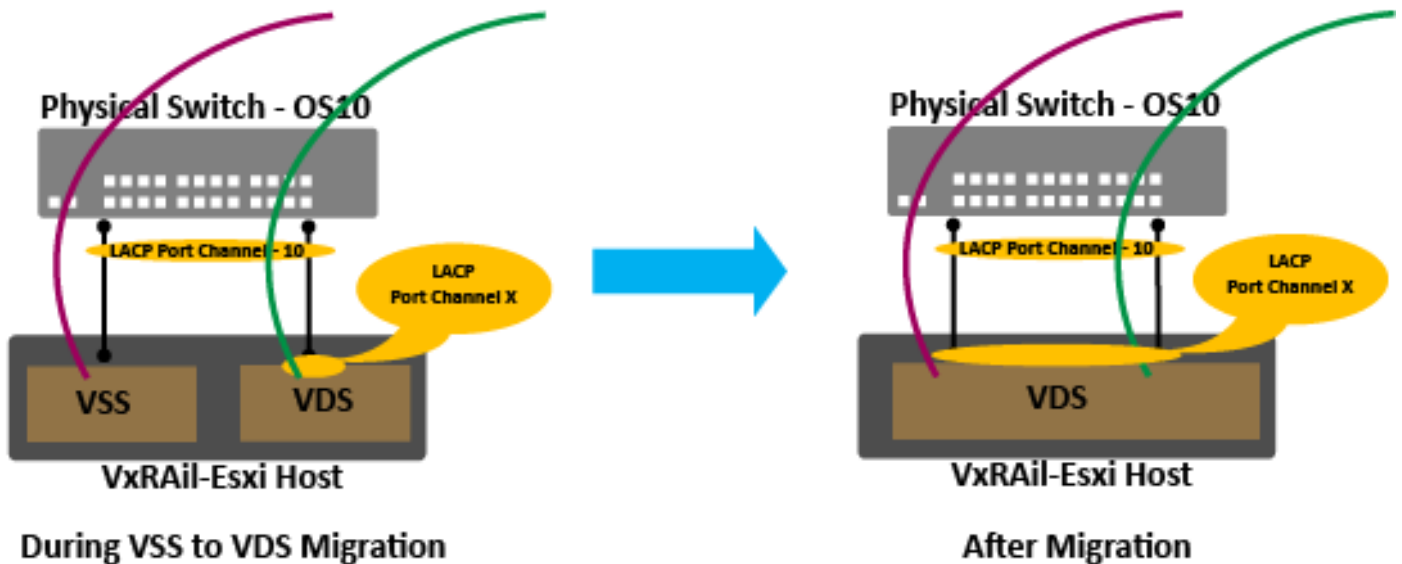 Physical Switch - OS10
LACP Port Channel - 10
LACP
Port Channel X
VSS
VDS
VxRAil-Esxi Host
During VSS to VDS Migration
Physical Switch - OS10
LACP Port Channel - 10
LACP
Port Channel X
VDS
VxRAil-Esxi Host
After Migration